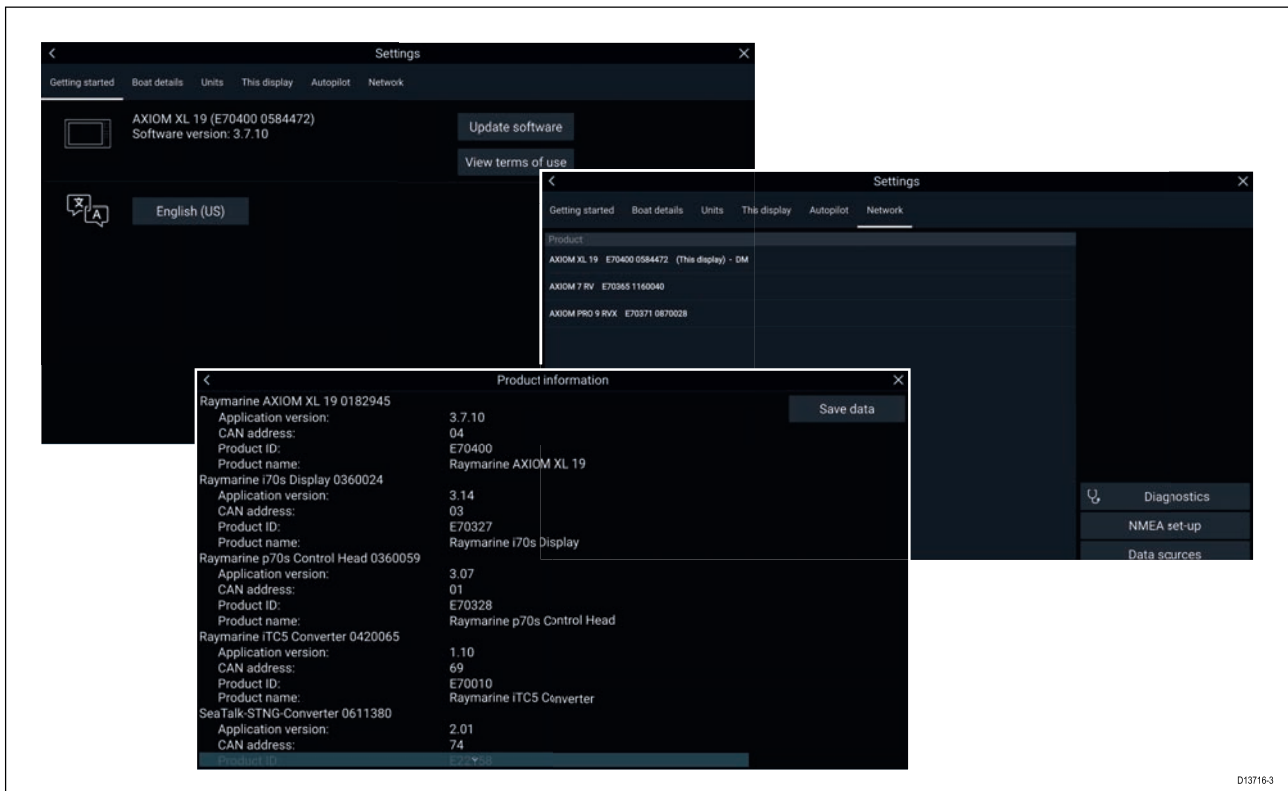 Settings
Getting started Boat details Units This display Autopilot Network
AXIOM XL 19 (E70400 0584472)
Software version: 3.7.10
Update software
View terms of use
English (US)
Settings
Getting started Boat details Units This display Autopilot Network
Product
AXIOM XL 19 E70400 0584472 (This display) - DM
AXIOM 7 RV E70365 1160040
AXIOM PRO 9 RVX E70371 0870028
Diagnostics
NMEA set-up
Data sources
Product information
Save data
Raymarine AXIOM XL 19 0182945
Application version: 3.7.10
CAN address: 04
Product ID: E70400
Product name: Raymarine AXIOM XL 19
Raymarine i70s Display 0360024
Application version: 3.14
CAN address: 03
Product ID: E70327
Product name: Raymarine i70s Display
Raymarine p70s Control Head 0360059
Application version: 3.07
CAN address: 01
Product ID: E70328
Product name: Raymarine p70s Control Head
Raymarine iTC5 Converter 0420065
Application version: 1.10
CAN address: 69
Product ID: E70010
Product name: Raymarine iTC5 Converter
SeaTalk-STNG-Converter 0611380
Application version: 2.01
CAN address: 74
Product ID
D13716-3